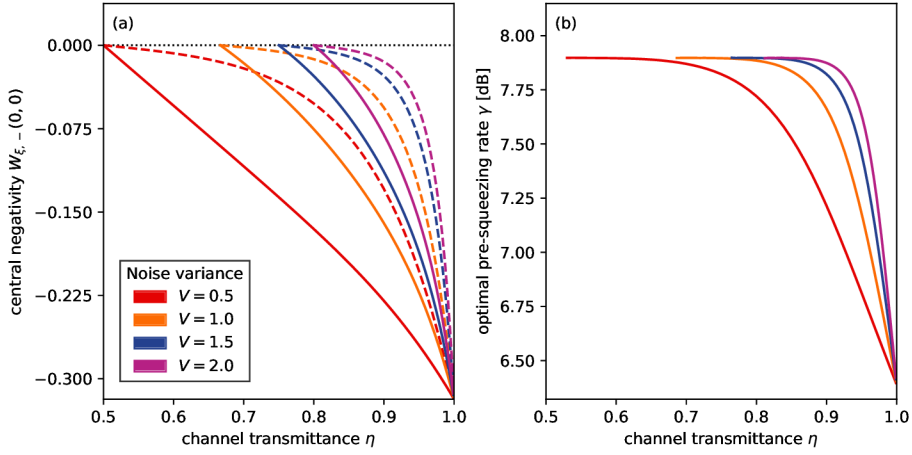 (a)
0.000
−0.075
−0.150
−0.225
−0.300
central negativity W_{ξ,−}(0, 0)
Noise variance
V = 0.5
V = 1.0
V = 1.5
V = 2.0
0.5 0.6 0.7 0.8 0.9 1.0
channel transmittance η
(b)
8.00
7.75
7.50
7.25
7.00
6.75
6.50
optimal pre-squeezing rate γ [dB]
0.5 0.6 0.7 0.8 0.9 1.0
channel transmittance η